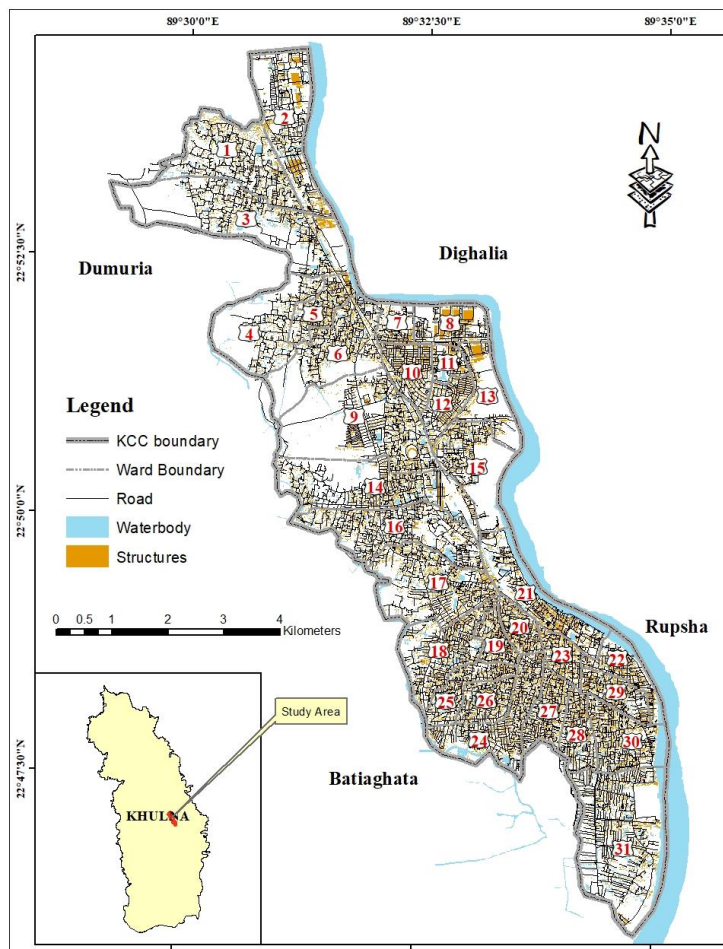 89°30'0"E
89°32'30"E
89°35'0"E
N
22°52'30"N
22°50'0"N
22°47'30"N
Dumuria
Dighalia
Rupsha
Batiaghata
1
2
3
4
5
6
7
8
9
10
11
12
13
14
15
16
17
18
19
20
21
22
23
24
25
26
27
28
29
30
31
Legend
KCC boundary
Ward Boundary
Road
Waterbody
Structures
0 0.5 1 2 3 4
Kilometers
Study Area
KHULNA